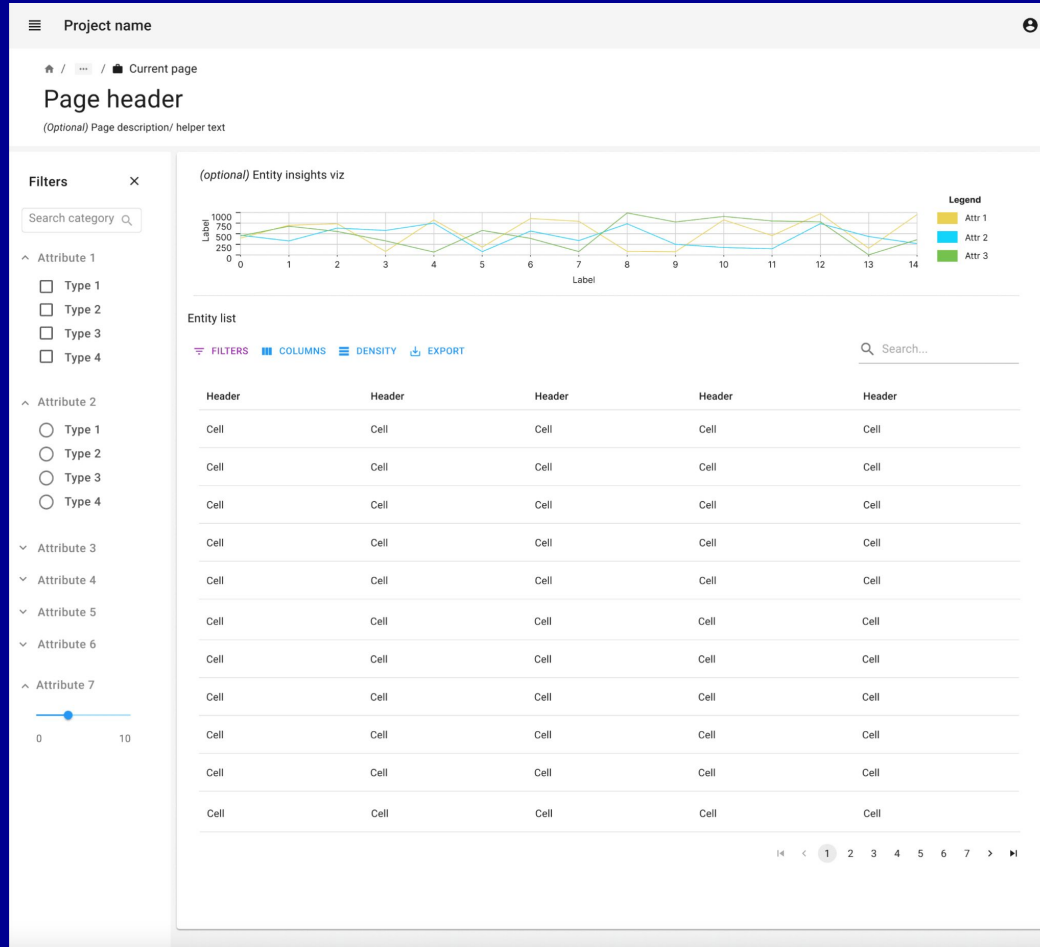 Project name
/ ... / Current page
Page header
(Optional) Page description/ helper text
Filters
Search category
Attribute 1
Type 1
Type 2
Type 3
Type 4
Attribute 2
Type 1
Type 2
Type 3
Type 4
Attribute 3
Attribute 4
Attribute 5
Attribute 6
Attribute 7
0 10
(optional) Entity insights viz
Label
1000
750
500
250
0
0 1 2 3 4 5 6 7 8 9 10 11 12 13 14
Label
Legend
Attr 1
Attr 2
Attr 3
Entity list
FILTERS COLUMNS DENSITY EXPORT Search...
Header Header Header Header Header
Cell Cell Cell Cell Cell
Cell Cell Cell Cell Cell
Cell Cell Cell Cell Cell
Cell Cell Cell Cell Cell
Cell Cell Cell Cell Cell
Cell Cell Cell Cell Cell
Cell Cell Cell Cell Cell
Cell Cell Cell Cell Cell
Cell Cell Cell Cell Cell
Cell Cell Cell Cell Cell
Cell Cell Cell Cell Cell
1 2 3 4 5 6 7